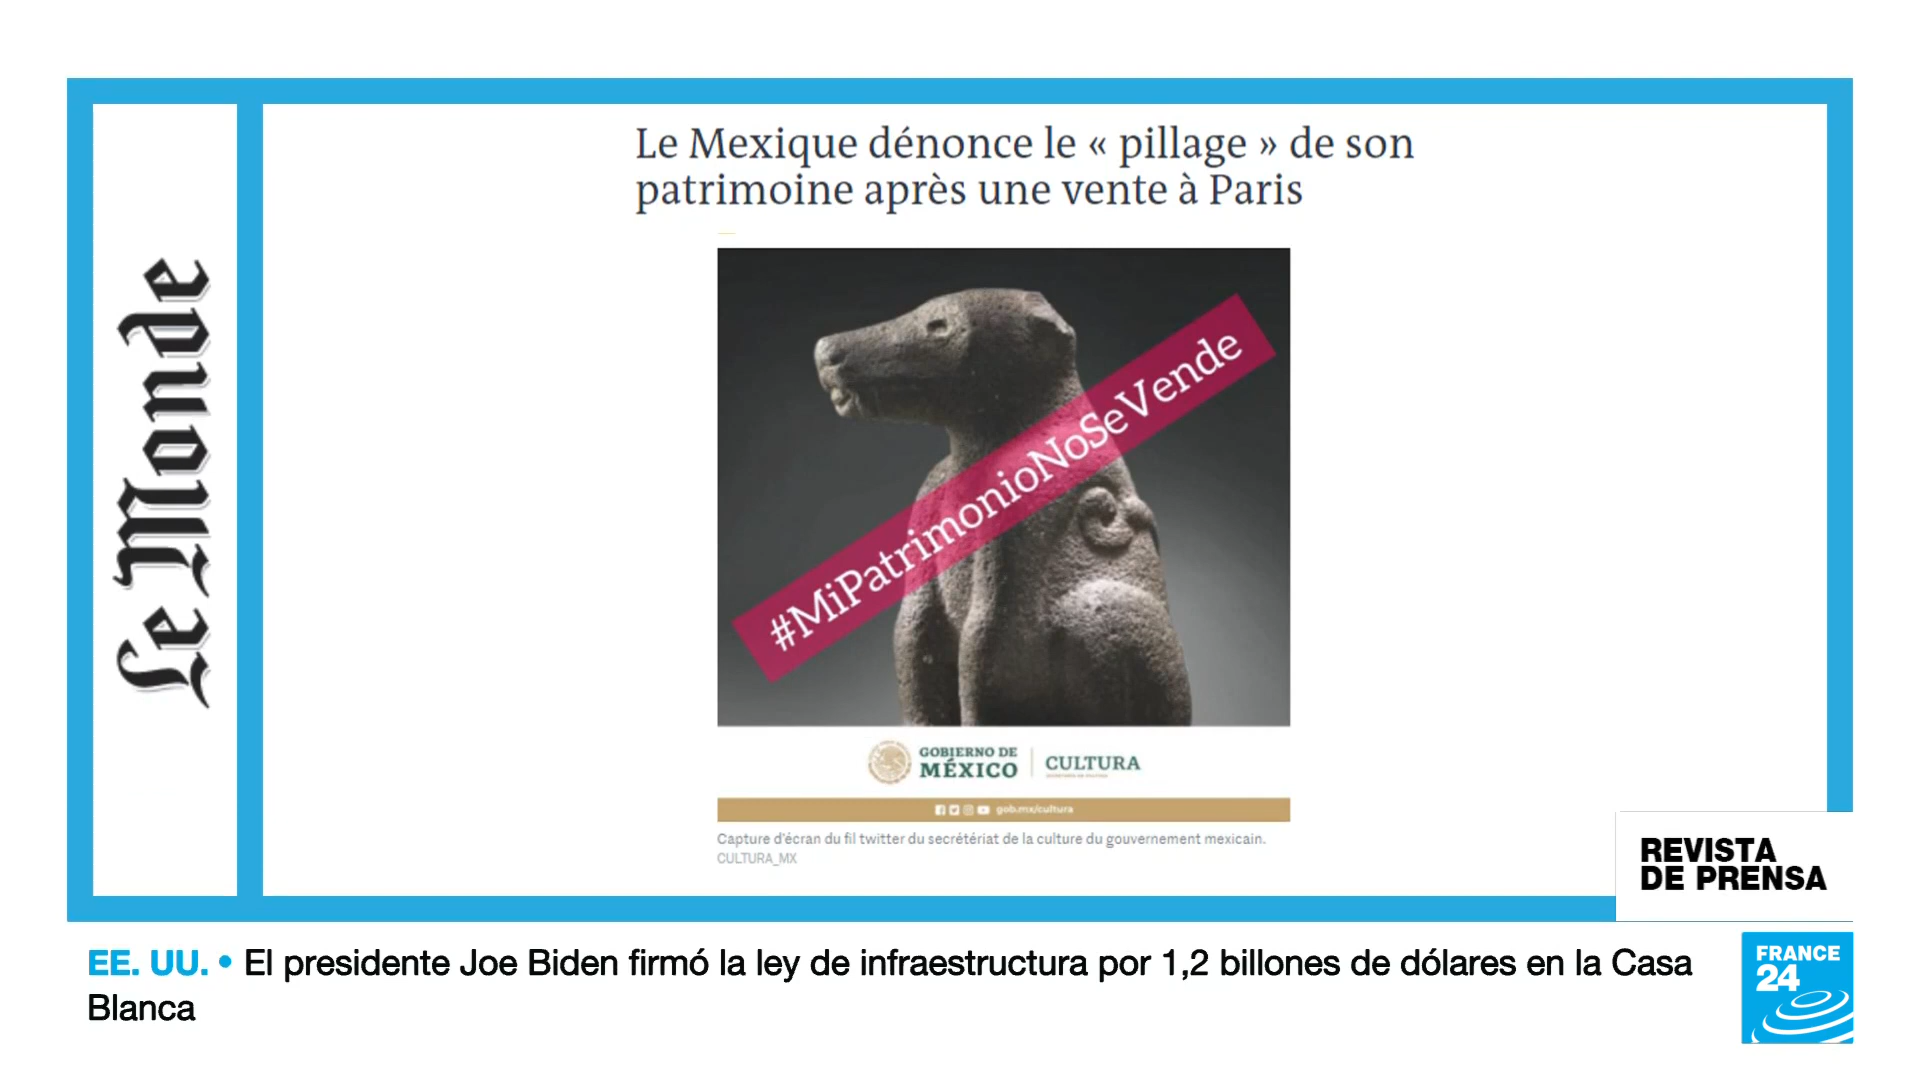 Le Monde
Le Mexique dénonce le « pillage » de son
patrimoine après une vente à Paris
#MiPatrimonioNoSeVende
GOBIERNO DE
MÉXICO
CULTURA
gob.mx/cultura
Capture d'écran du fil twitter du secrétériat de la culture du gouvernement mexicain.
CULTURA_MX
REVISTA
DE PRENSA
EE. UU. • El presidente Joe Biden firmó la ley de infraestructura por 1,2 billones de dólares en la Casa
Blanca
FRANCE
24